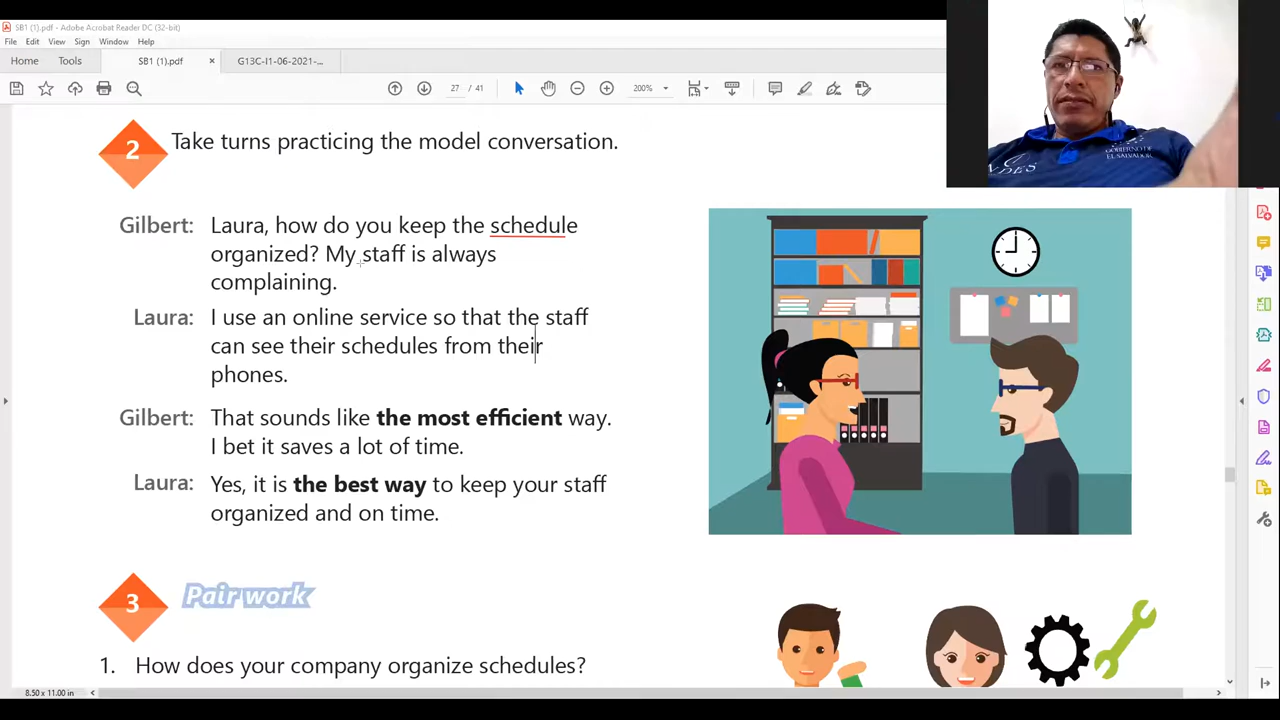 SB1 (1).pdf - Adobe Acrobat Reader DC (32-bit)
File Edit View Sign Window Help
Home Tools SB1 (1).pdf × G13C-I1-06-2021-...
27 / 41 200%
2 Take turns practicing the model conversation.
Gilbert: Laura, how do you keep the schedule
organized? My staff is always
complaining.
Laura: I use an online service so that the staff
can see their schedules from their
phones.
Gilbert: That sounds like the most efficient way.
I bet it saves a lot of time.
Laura: Yes, it is the best way to keep your staff
organized and on time.
3 Pair work
1. How does your company organize schedules?
8.50 x 11.00 in
GOBIERNO DE
EL SALVADOR